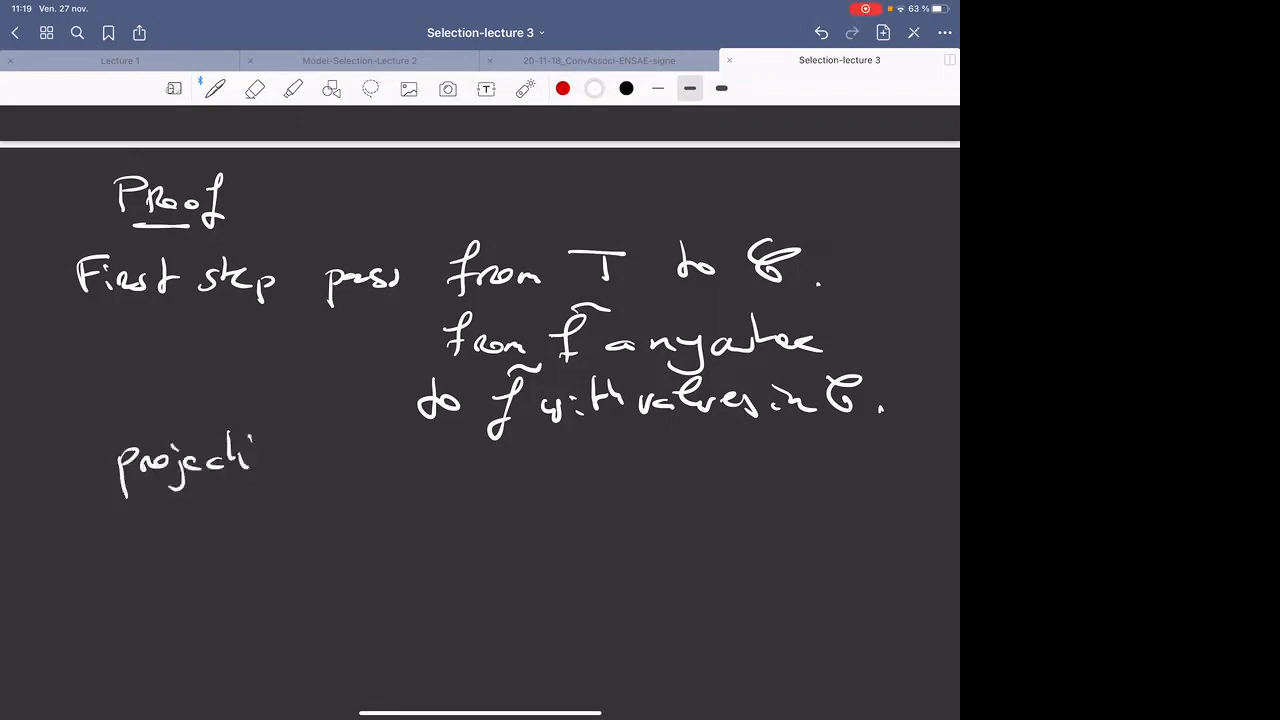 11:19 Ven. 27 nov.
63 %
Selection-lecture 3
Lecture 1
Model-Selection-Lecture 2
20-11-18_ConvAssoci-ENSAE-signe
Selection-lecture 3
Proof
First step pass from T to C.
from f̃ anywhere
to f̃ with values in C.
projecti